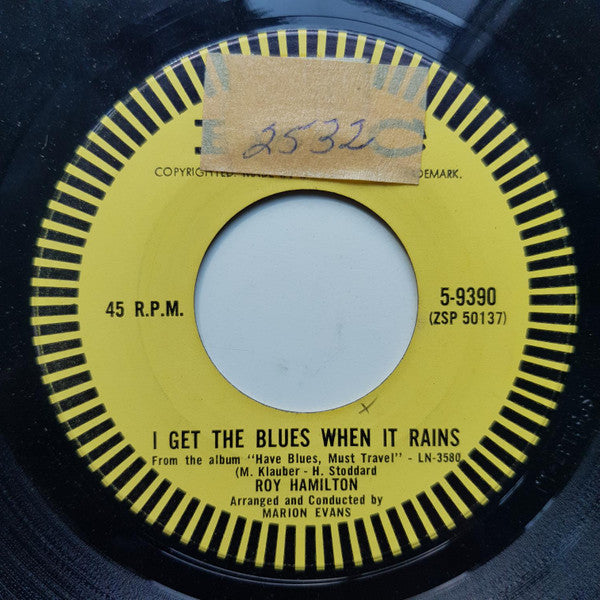 2532
COPYRIGHTED.
45 R.P.M.
5-9390
(ZSP 50137)
I GET THE BLUES WHEN IT RAINS
From the album "Have Blues, Must Travel" - LN-3580
(M. Klauber - H. Stoddard
ROY HAMILTON
Arranged and Conducted by
MARION EVANS